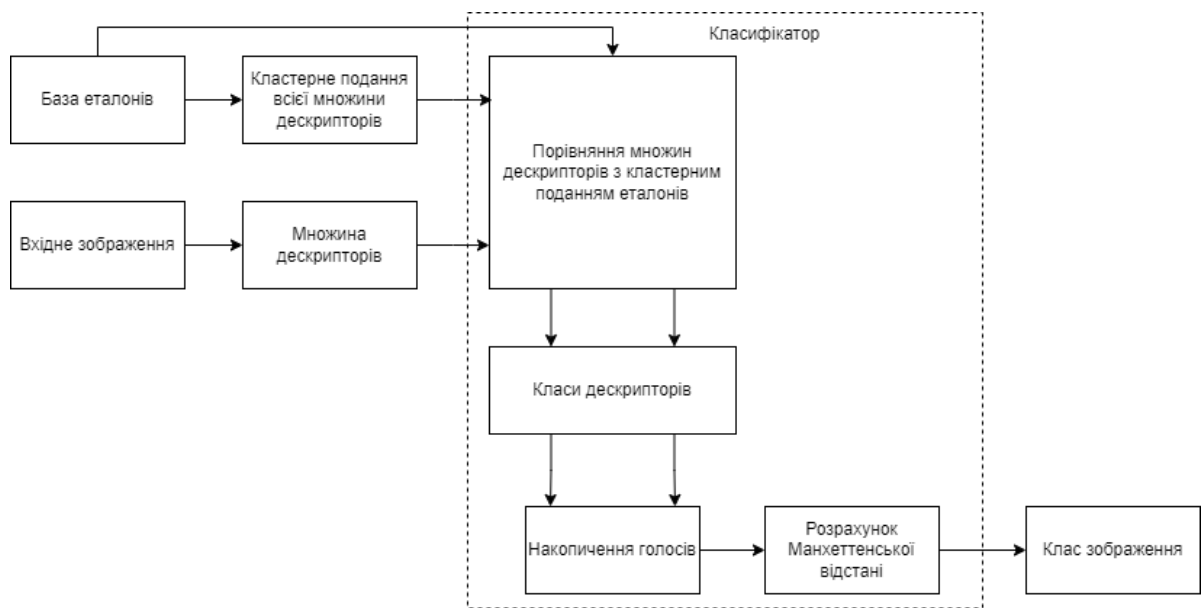 Класифікатор
База еталонів
Кластерне подання
всієї множини
дескрипторів
Порівняння множин
дескрипторів з кластерним
поданням еталонів
Вхідне зображення
Множина
дескрипторів
Класи дескрипторів
Накопичення голосів
Розрахунок
Манхеттенської
відстані
Клас зображення